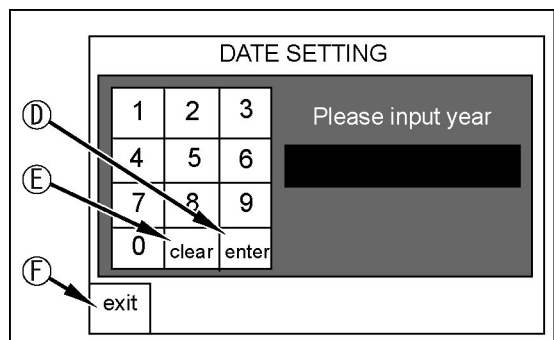 DATE SETTING
Ⓓ 1 2 3 Please input year
Ⓔ 4 5 6
7 8 9
0 clear enter
Ⓕ exit